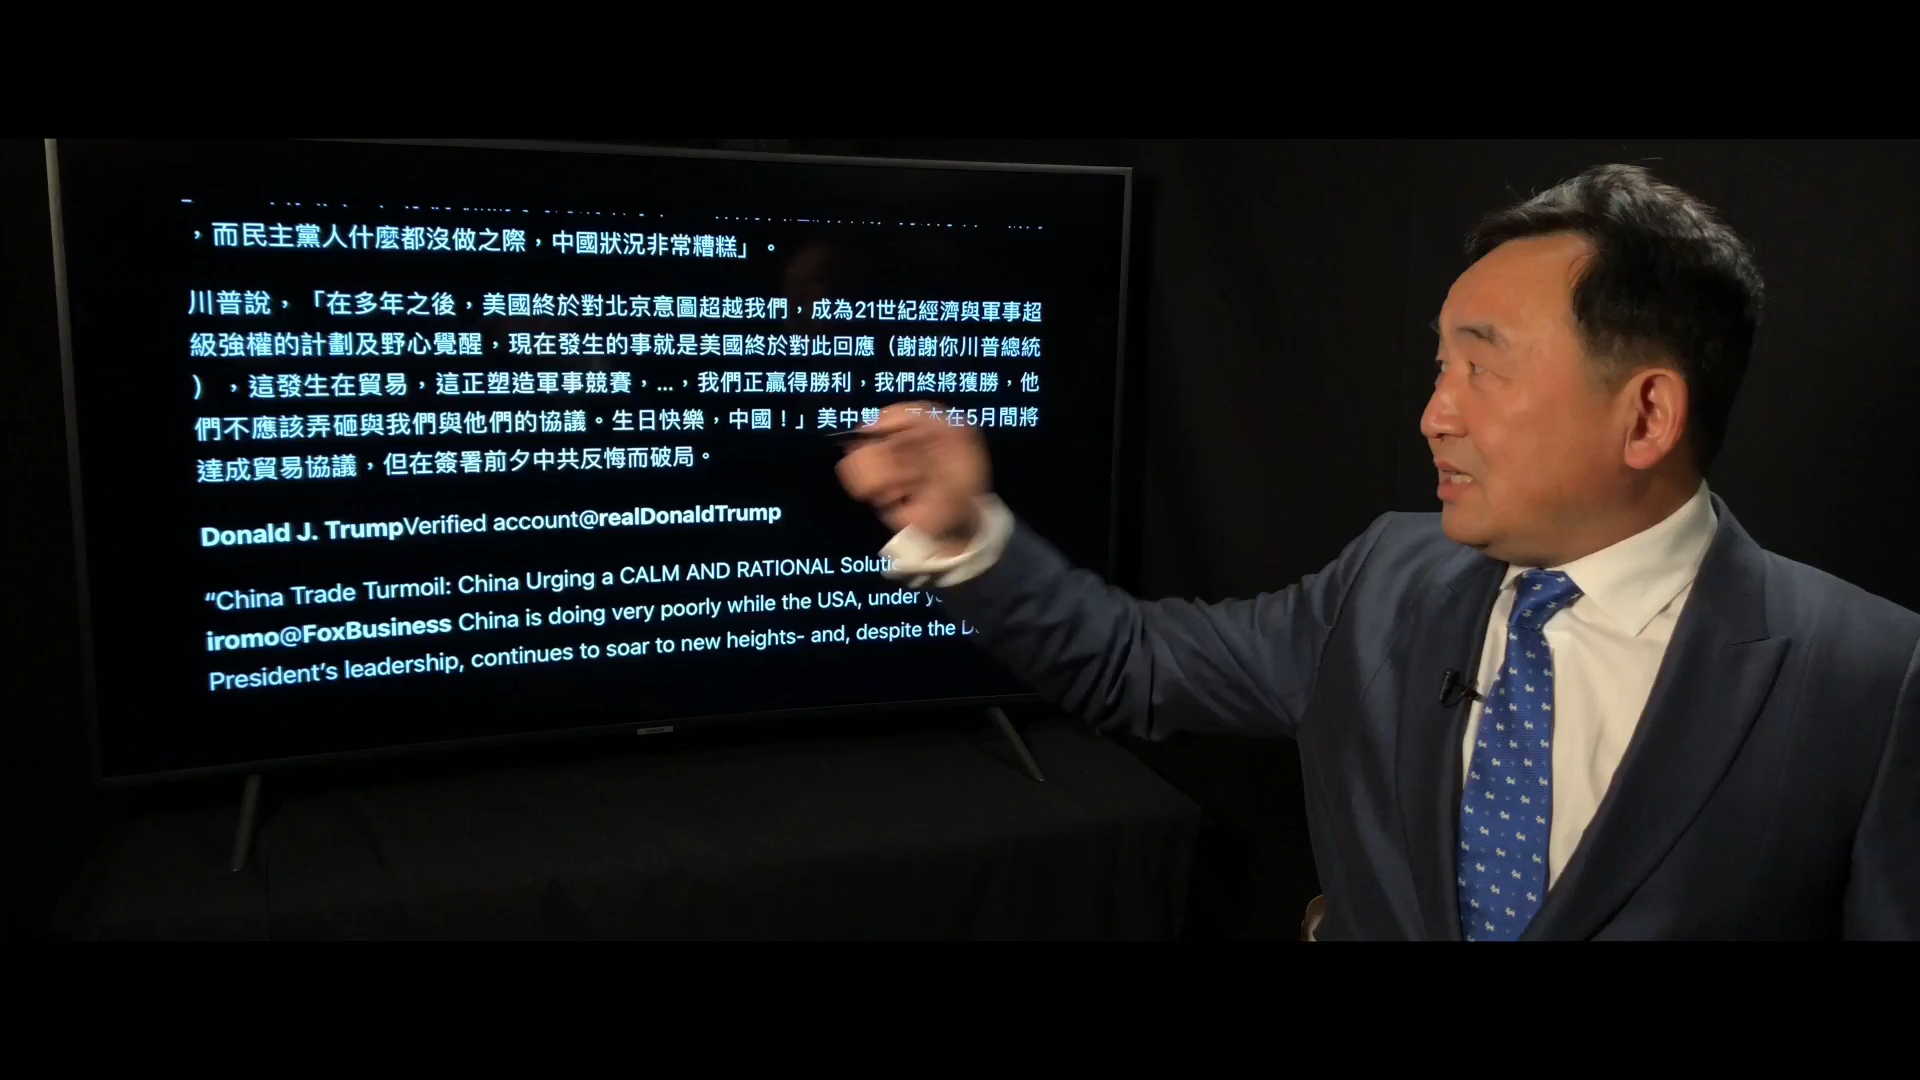 ，而民主黨人什麼都沒做之際，中國狀況非常糟糕」。
川普說，「在多年之後，美國終於對北京意圖超越我們，成為21世紀經濟與軍事超
級強權的計劃及野心覺醒，現在發生的事就是美國終於對此回應（謝謝你川普總統
），這發生在貿易，這正塑造軍事競賽，...，我們正贏得勝利，我們終將獲勝，他
們不應該弄砸與我們與他們的協議。生日快樂，中國！」美中雙 在5月間將
達成貿易協議，但在簽署前夕中共反悔而破局。
Donald J. TrumpVerified account@realDonaldTrump
“China Trade Turmoil: China Urging a CALM AND RATIONAL
iromo@FoxBusiness China is doing very poorly while the USA, under
President’s leadership, continues to soar to new heights- and, despite the